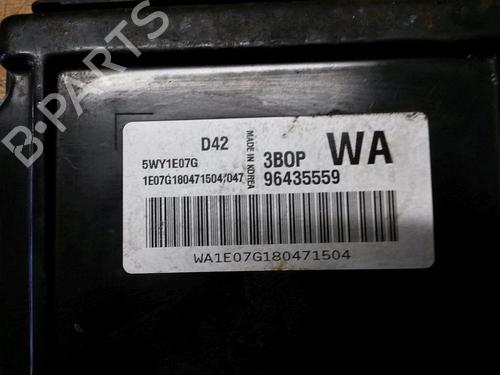 D42
5WY1E07G
1E07G180471504/047
MADE IN KOREA
3BOP
WA
96435559
WA1E07G180471504
B-PARTS